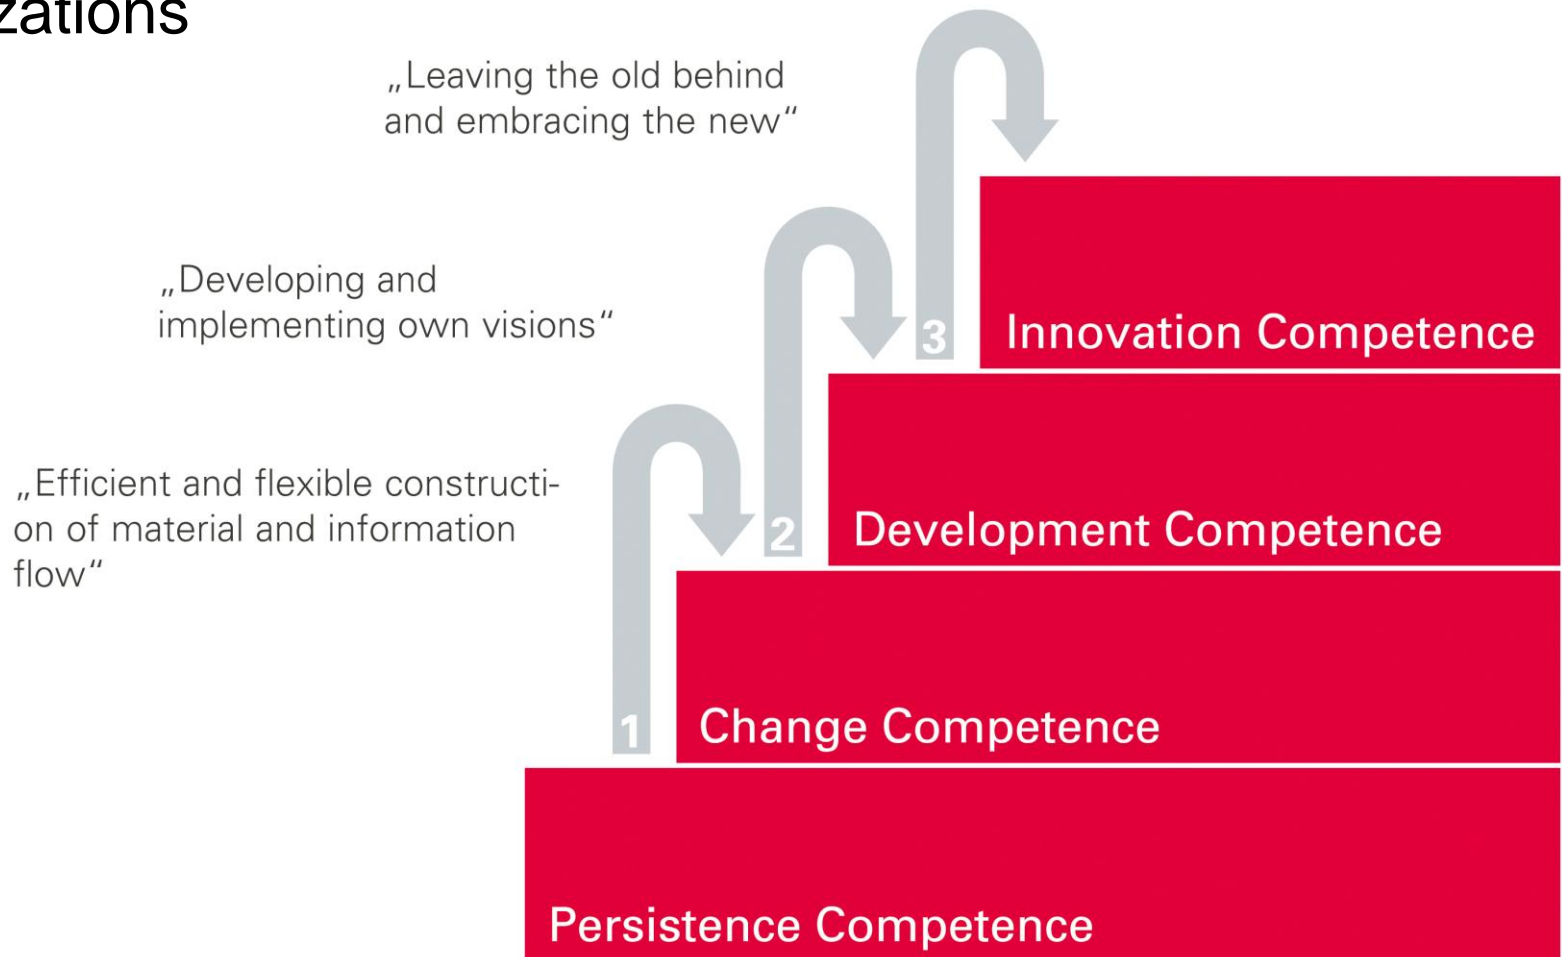 zations
„Leaving the old behind
and embracing the new“
„Developing and
implementing own visions“
3
Innovation Competence
„Efficient and flexible constructi-
on of material and information
flow“
2
Development Competence
1
Change Competence
Persistence Competence